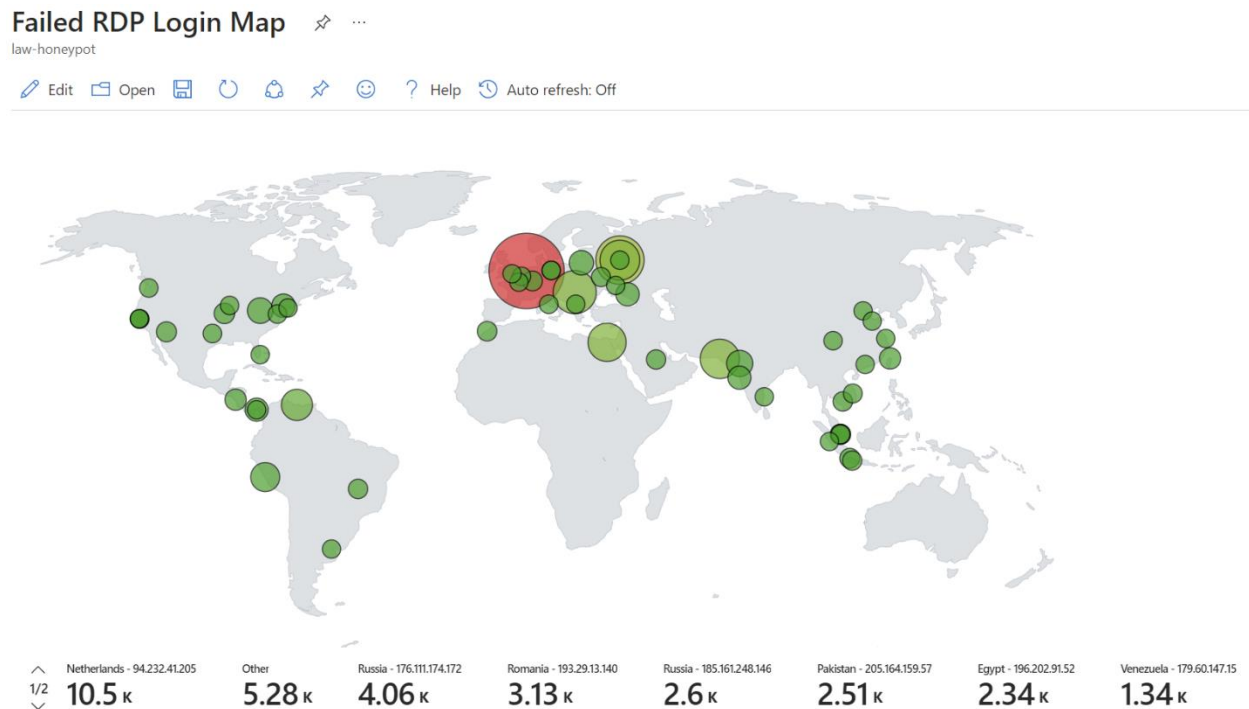 Failed RDP Login Map
law-honeypot
Edit Open Help Auto refresh: Off
Netherlands - 94.232.41.205 Other Russia - 176.111.174.172 Romania - 193.29.13.140 Russia - 185.161.248.146 Pakistan - 205.164.159.57 Egypt - 196.202.91.52 Venezuela - 179.60.147.15
1/2 10.5 K 5.28 K 4.06 K 3.13 K 2.6 K 2.51 K 2.34 K 1.34 K